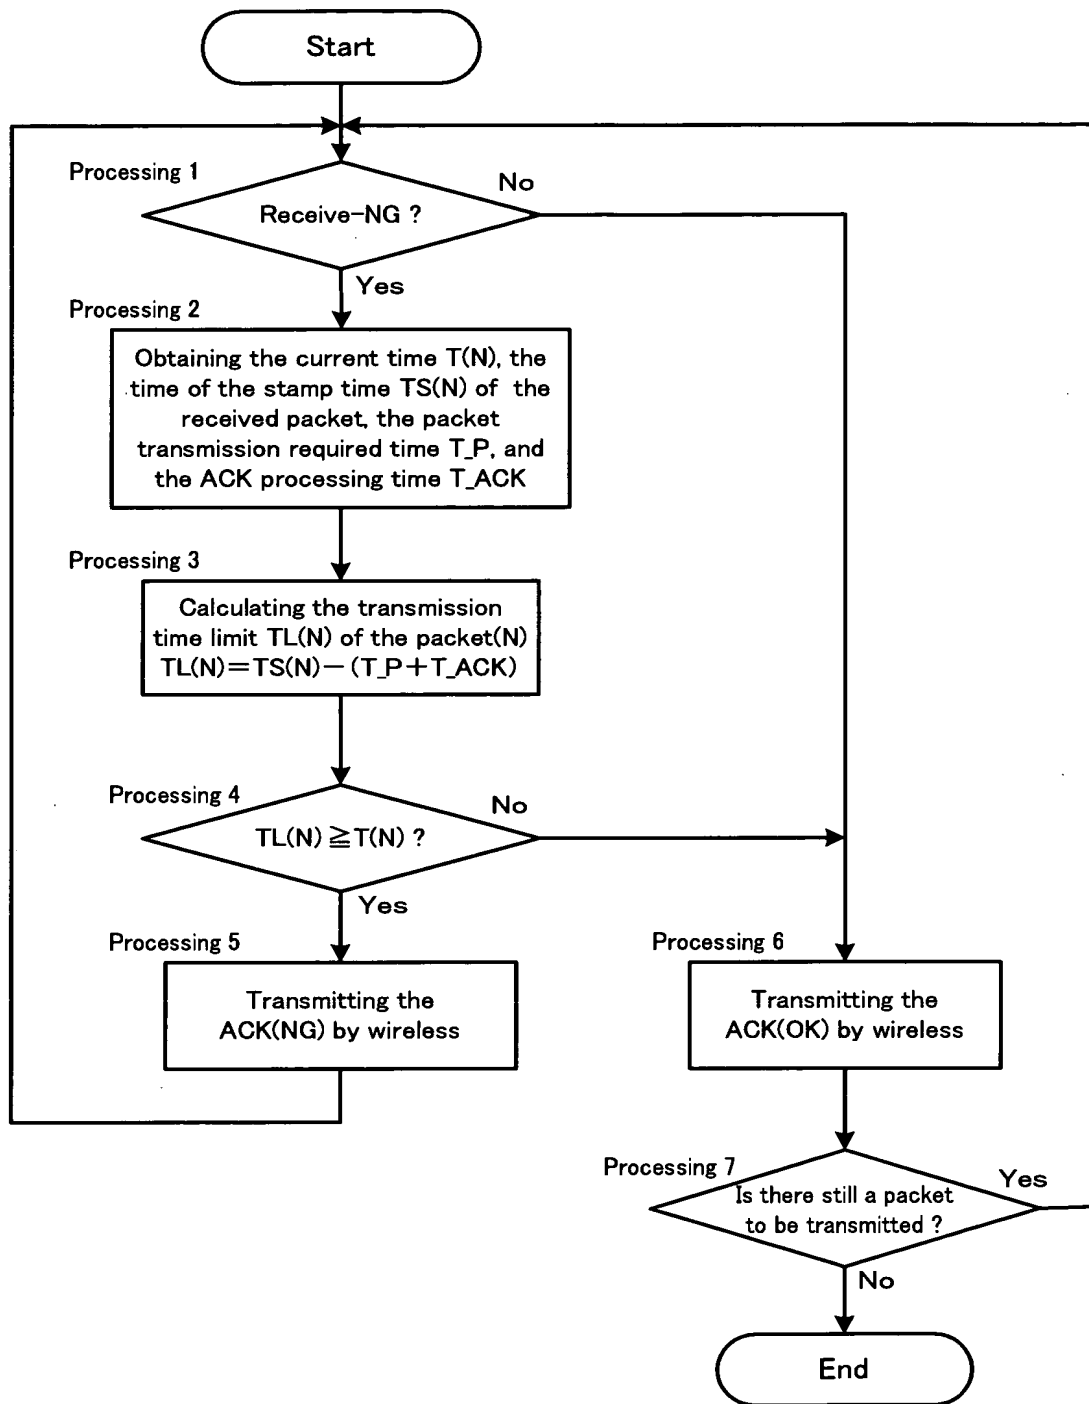 Start
Processing 1
No
Receive-NG ?
Yes
Processing 2
Obtaining the current time T(N), the
time of the stamp time TS(N) of the
received packet, the packet
transmission required time T_P, and
the ACK processing time T_ACK
Processing 3
Calculating the transmission
time limit TL(N) of the packet(N)
TL(N)=TS(N)-(T_P+T_ACK)
Processing 4
No
TL(N)≧T(N) ?
Yes
Processing 5
Transmitting the
ACK(NG) by wireless
Processing 6
Transmitting the
ACK(OK) by wireless
Processing 7
Yes
Is there still a packet
to be transmitted ?
No
End